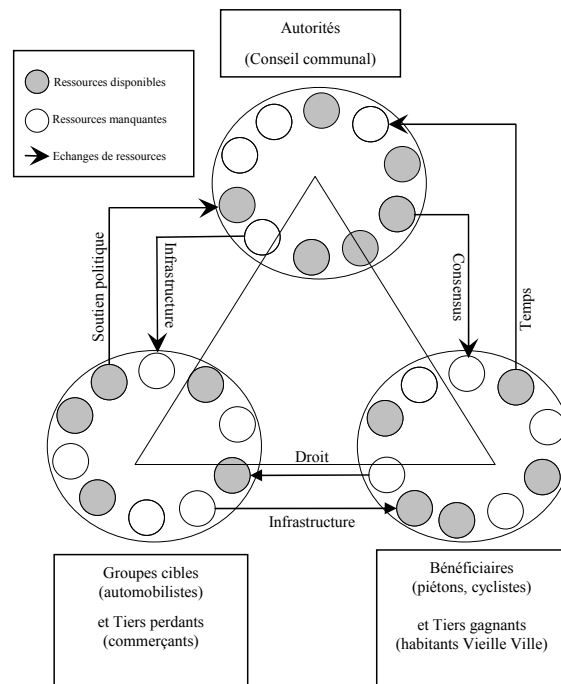 Autorités
(Conseil communal)
Ressources disponibles
Ressources manquantes
Echanges de ressources
Soutien politique
Infrastructure
Consensus
Temps
Droit
Infrastructure
Groupes cibles
(automobilistes)
et Tiers perdants
(commerçants)
Bénéficiaires
(piétons, cyclistes)
et Tiers gagnants
(habitants Vieille Ville)